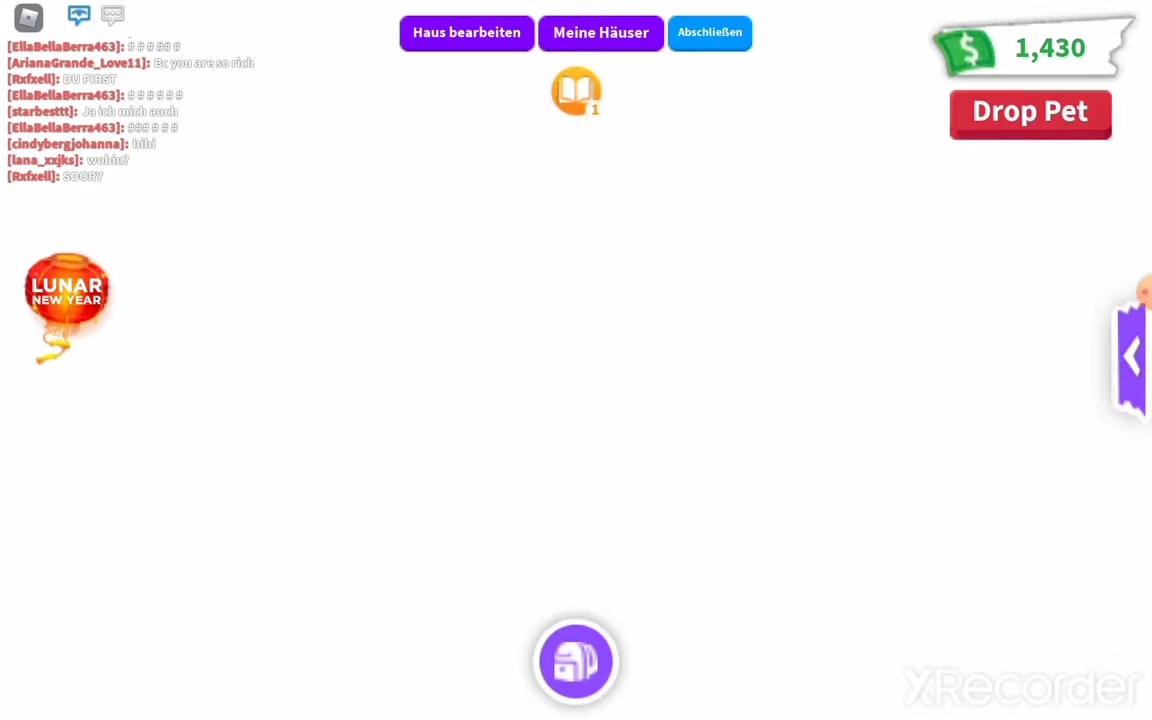 Haus bearbeiten
Meine Häuser
Abschließen
1,430
1
Drop Pet
[EllaBellaBerra463]: # # # # # #
[ArianaGrande_Love11]: Bc you are so rich
[Rxfxell]: DU FIRST
[EllaBellaBerra463]: # # # # # #
[starbesttt]: Ja ich mich auch
[EllaBellaBerra463]: ### # # #
[cindybergjohanna]: hihi
[lana_xxjks]: wohin?
[Rxfxell]: SOORY
LUNAR
NEW YEAR
XRecorder